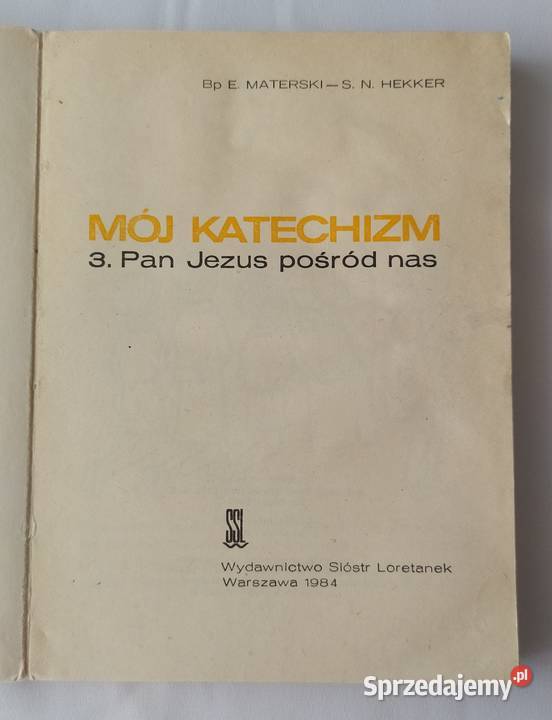 Bp E. MATERSKI — S. N. HEKKER
MÓJ KATECHIZM
3. Pan Jezus pośród nas
SSL
Wydawnictwo Sióstr Loretanek
Warszawa 1984
Sprzedajemy.pl